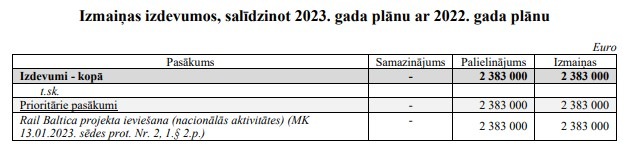 Izmaiņas izdevumos, salīdzinot 2023. gada plānu ar 2022. gada plānu
Euro
Pasākums Samazinājums Palielinājums Izmaiņas
Izdevumi - kopā - 2 383 000 2 383 000
t.sk.
Prioritārie pasākumi - 2 383 000 2 383 000
Rail Baltica projekta ieviešana (nacionālās aktivitātes) (MK
13.01.2023. sēdes prot. Nr. 2, 1.§ 2.p.) - 2 383 000 2 383 000